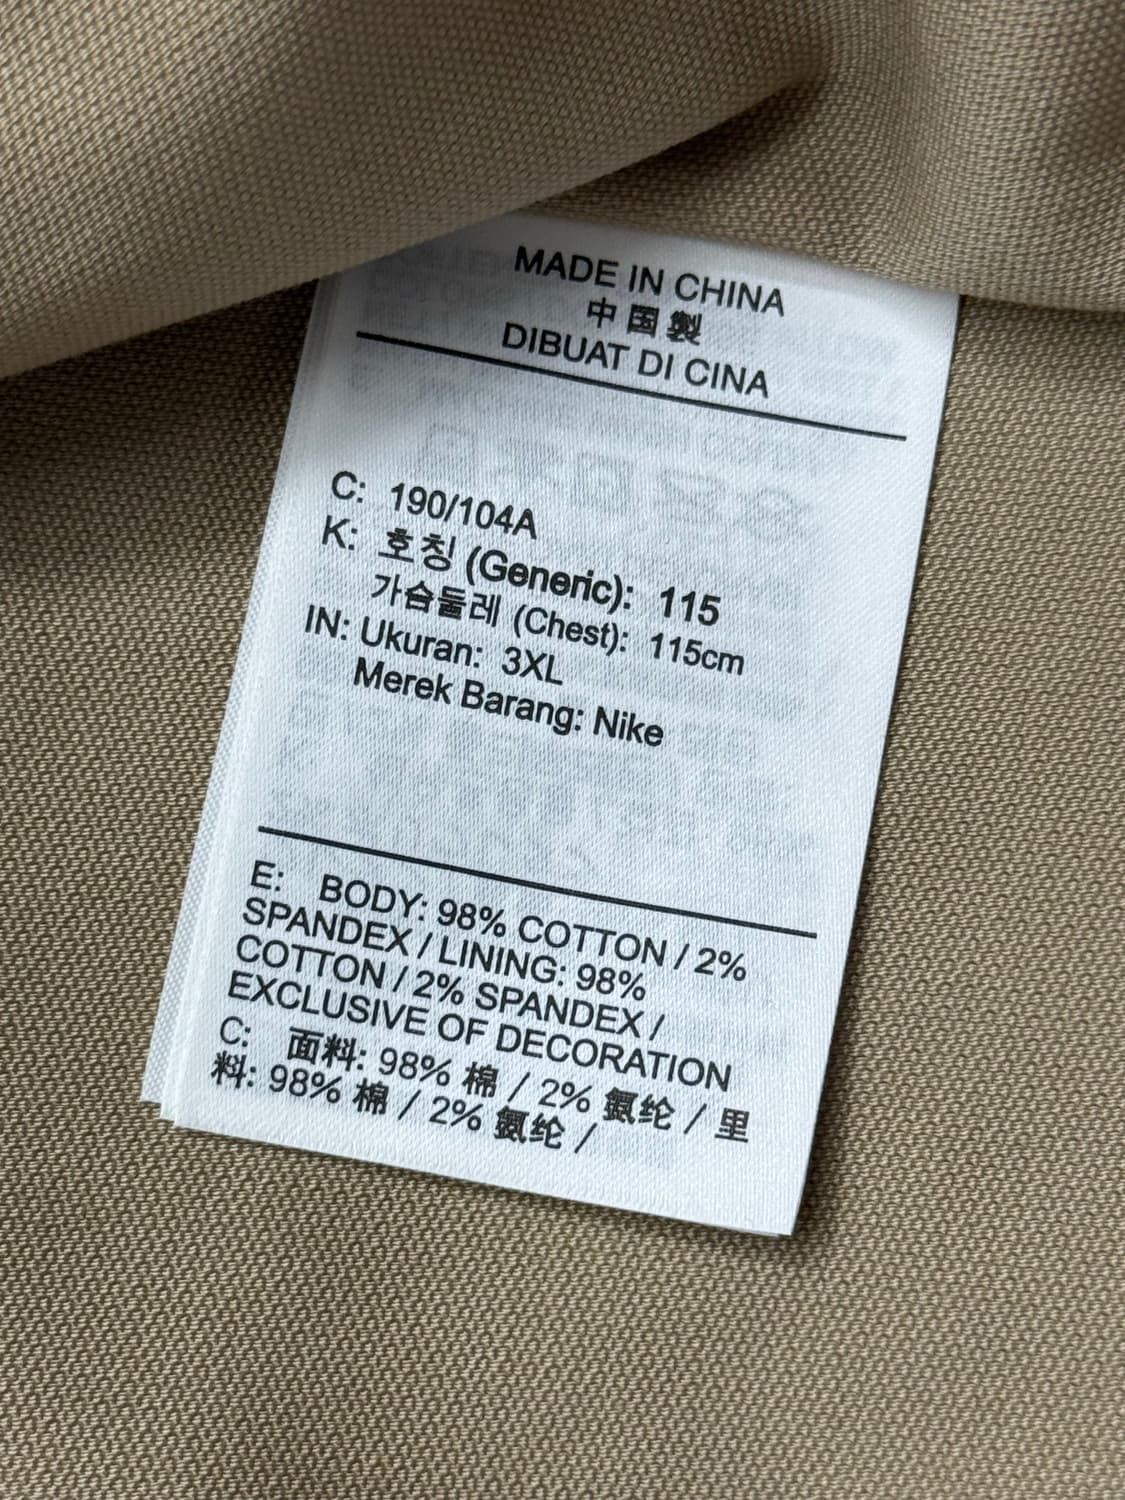 MADE IN CHINA
中国製
DIBUAT DI CINA
C: 190/104A
K: 호칭 (Generic): 115
가슴둘레 (Chest): 115cm
IN: Ukuran: 3XL
Merek Barang: Nike
E: BODY: 98% COTTON / 2%
SPANDEX / LINING: 98%
COTTON / 2% SPANDEX /
EXCLUSIVE OF DECORATION
C: 面料: 98% 棉 / 2% 氨纶 / 里
料: 98% 棉 / 2% 氨纶 /